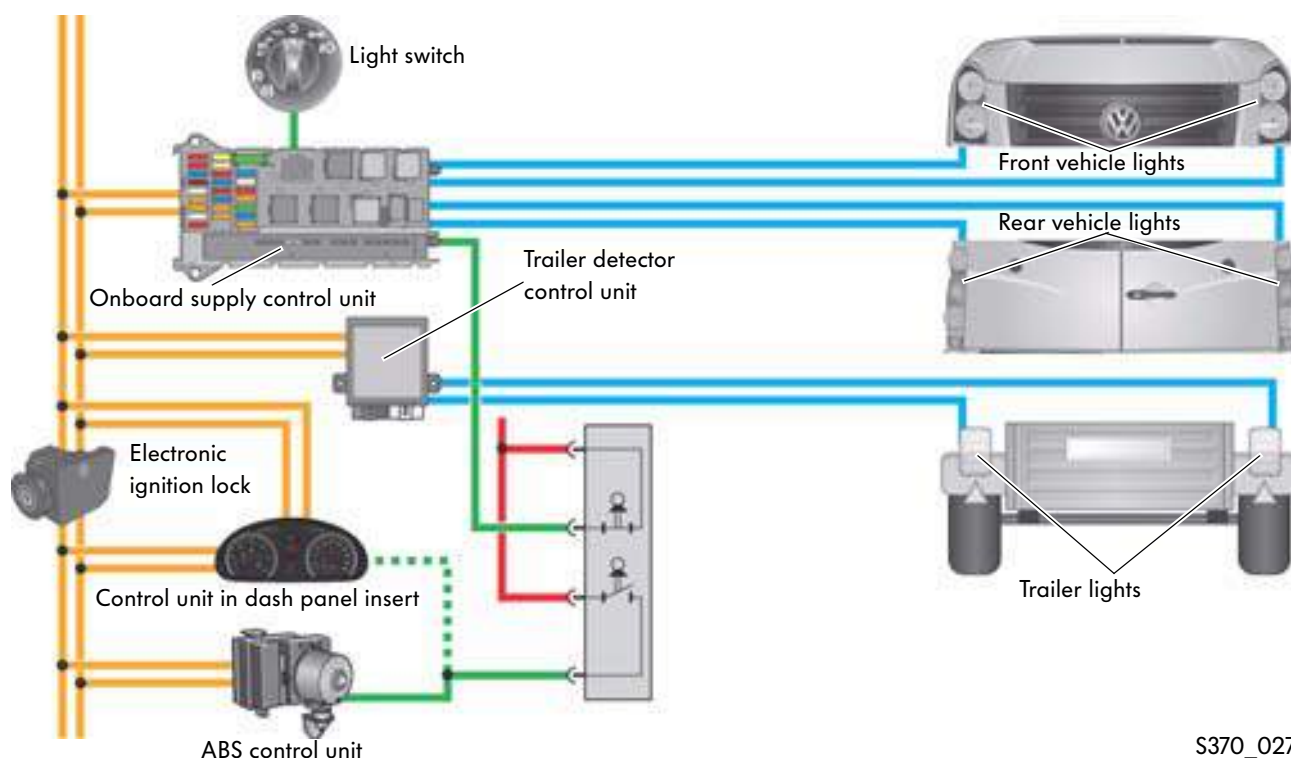 Light switch
Front vehicle lights
Rear vehicle lights
Trailer detector
control unit
Onboard supply control unit
Electronic
ignition lock
Control unit in dash panel insert
Trailer lights
ABS control unit
S370_027